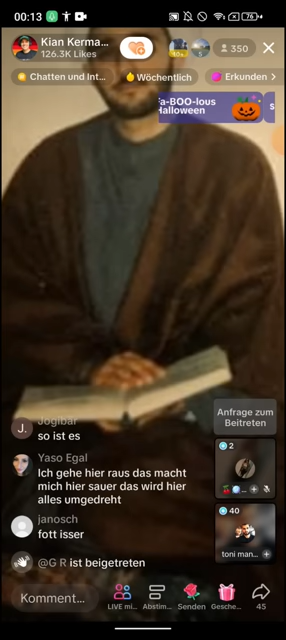 00:13
76
Kian Kerma...
126.3K Likes
350
Chatten und Int...
Wöchentlich
Erkunden
Fa-BOO-lous
Halloween
Anfrage zum
Beitreten
J.
Jogibär
so ist es
2
Yaso Egal
Ich gehe hier raus das macht
mich hier sauer das wird hier
alles umgedreht
40
janosch
fott isser
toni man...
@G R ist beigetreten
Komment...
LIVE mi...
Abstim...
Senden
Gesche...
45